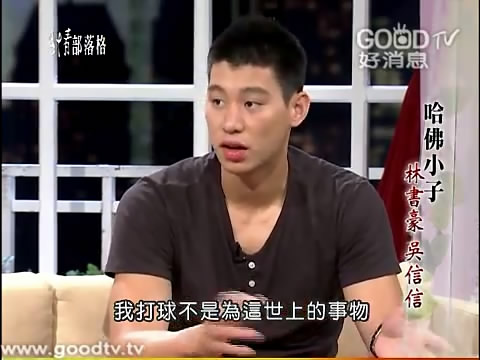 青部落格
GOOD TV
好消息
哈佛小子
林書豪 吳信信
我打球不是為這世上的事物
www.goodtv.tv